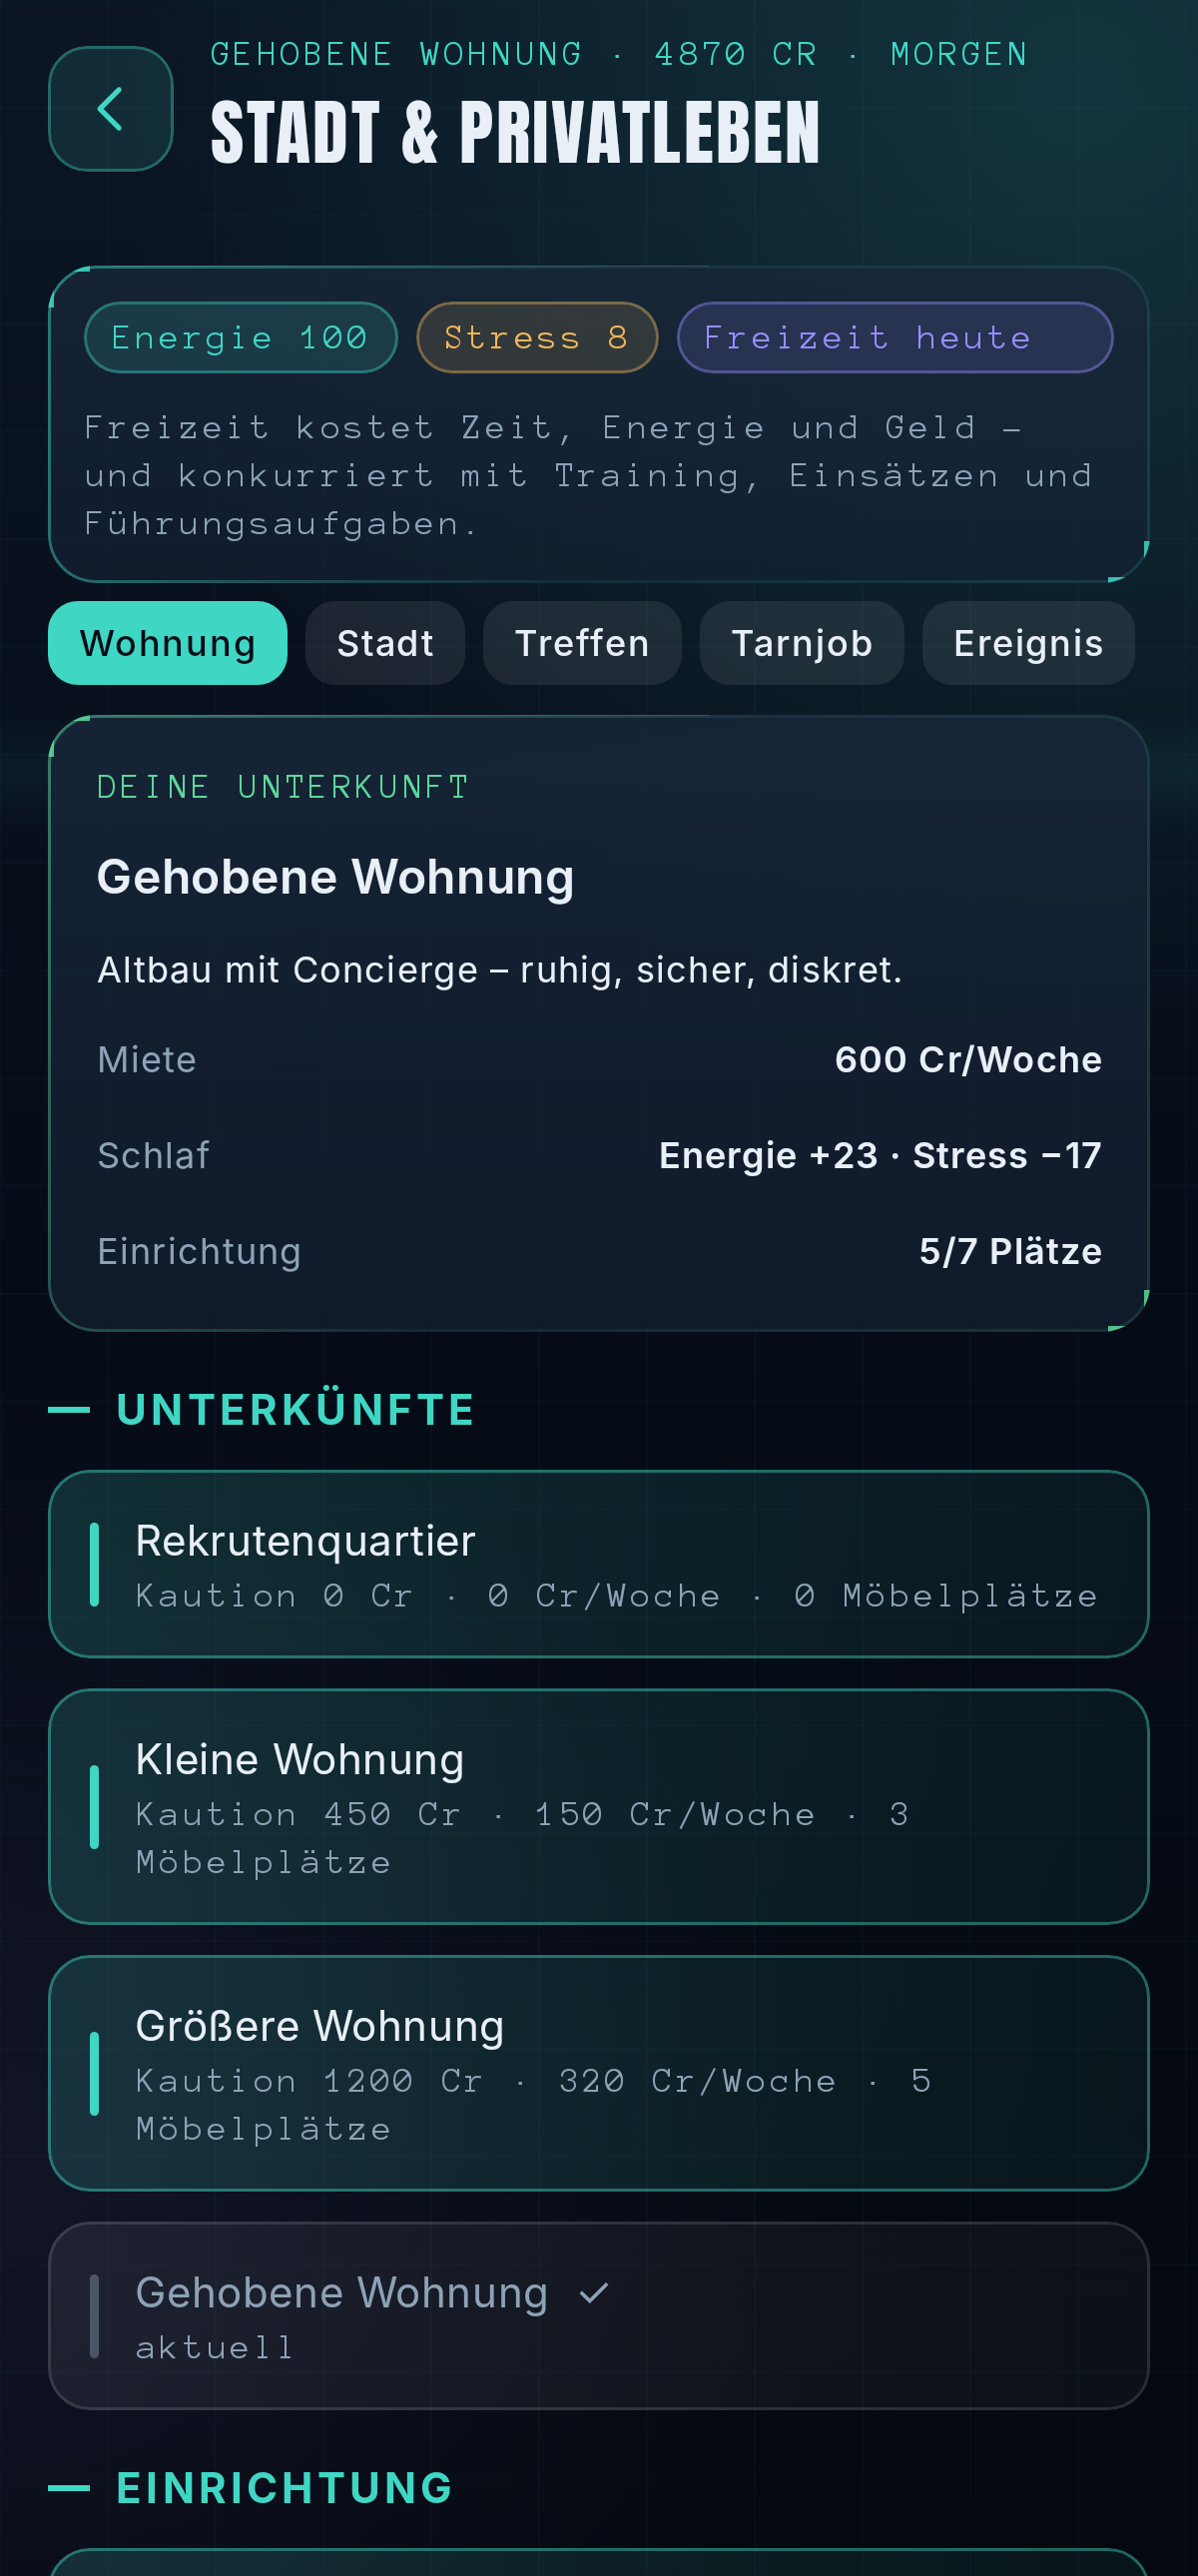 GEHOBENE WOHNUNG · 4870 CR · MORGEN
STADT & PRIVATLEBEN
Energie 100
Stress 8
Freizeit heute
Freizeit kostet Zeit, Energie und Geld –
und konkurriert mit Training, Einsätzen und
Führungsaufgaben.
Wohnung
Stadt
Treffen
Tarnjob
Ereignis
DEINE UNTERKUNFT
Gehobene Wohnung
Altbau mit Concierge – ruhig, sicher, diskret.
Miete 600 Cr/Woche
Schlaf Energie +23 · Stress −17
Einrichtung 5/7 Plätze
UNTERKÜNFTE
Rekrutenquartier
Kaution 0 Cr · 0 Cr/Woche · 0 Möbelplätze
Kleine Wohnung
Kaution 450 Cr · 150 Cr/Woche · 3
Möbelplätze
Größere Wohnung
Kaution 1200 Cr · 320 Cr/Woche · 5
Möbelplätze
Gehobene Wohnung ✓
aktuell
EINRICHTUNG